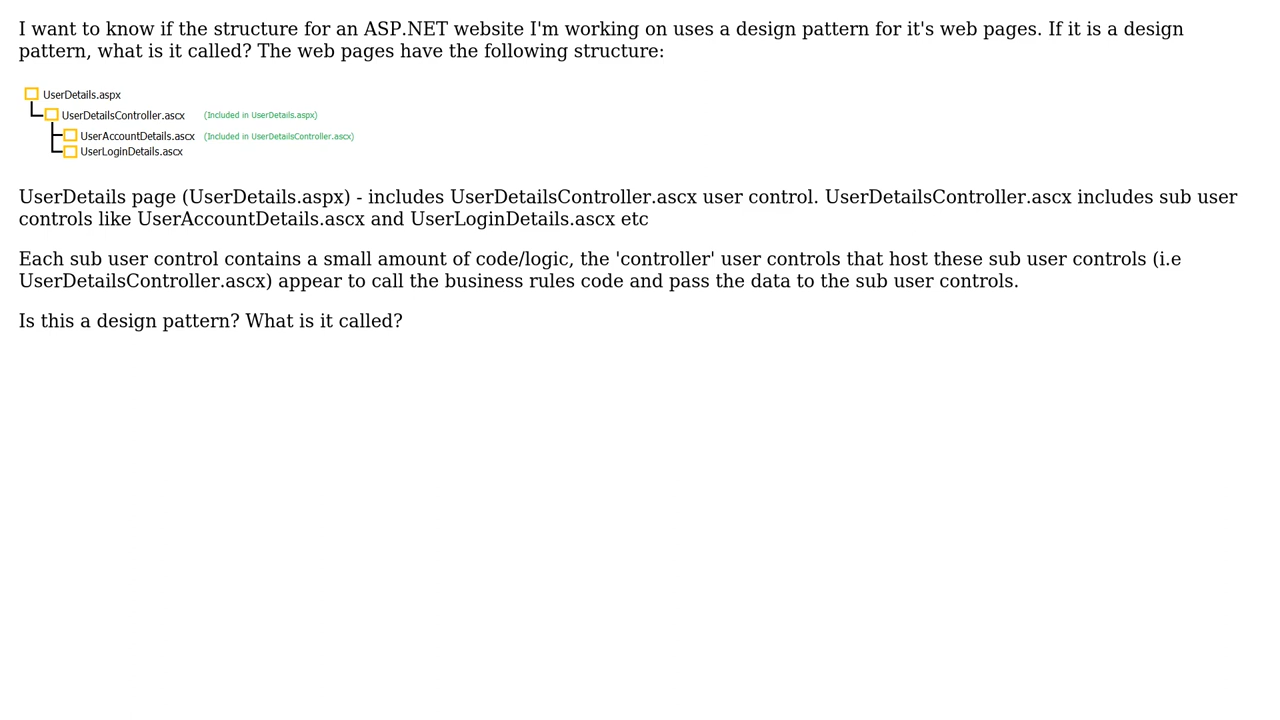 I want to know if the structure for an ASP.NET website I'm working on uses a design pattern for it's web pages. If it is a design
pattern, what is it called? The web pages have the following structure:
UserDetails.aspx
UserDetailsController.ascx (Included in UserDetails.aspx)
UserAccountDetails.ascx (Included in UserDetailsController.ascx)
UserLoginDetails.ascx
UserDetails page (UserDetails.aspx) - includes UserDetailsController.ascx user control. UserDetailsController.ascx includes sub user
controls like UserAccountDetails.ascx and UserLoginDetails.ascx etc
Each sub user control contains a small amount of code/logic, the 'controller' user controls that host these sub user controls (i.e
UserDetailsController.ascx) appear to call the business rules code and pass the data to the sub user controls.
Is this a design pattern? What is it called?